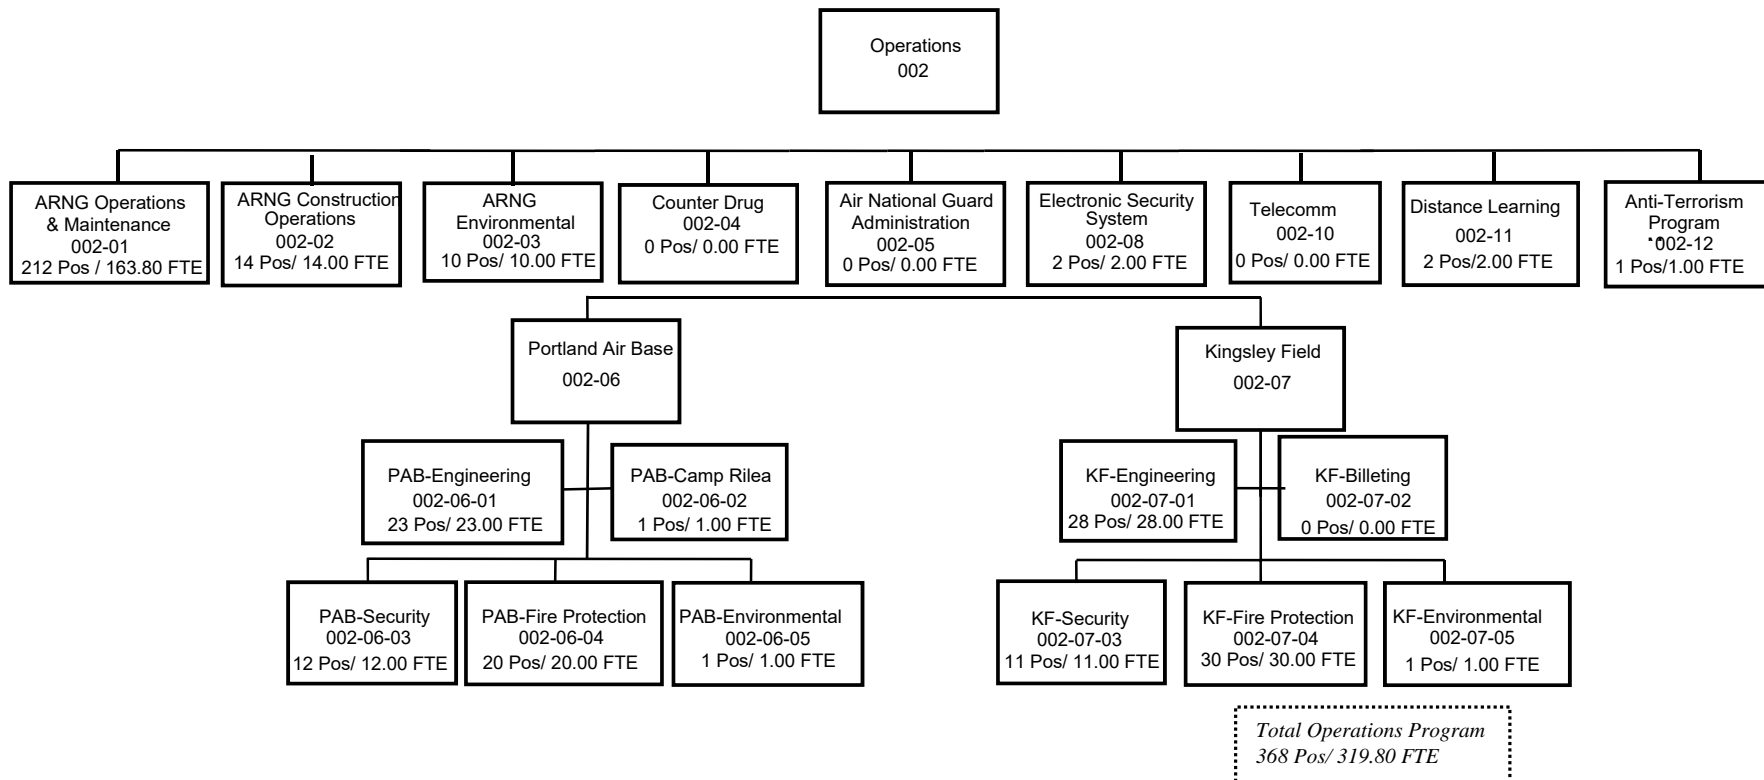 Operations
002
ARNG Operations
& Maintenance
002-01
212 Pos / 163.80 FTE
ARNG Construction
Operations
002-02
14 Pos/ 14.00 FTE
ARNG
Environmental
002-03
10 Pos/ 10.00 FTE
Counter Drug
002-04
0 Pos/ 0.00 FTE
Air National Guard
Administration
002-05
0 Pos/ 0.00 FTE
Electronic Security
System
002-08
2 Pos/ 2.00 FTE
Telecomm
002-10
0 Pos/ 0.00 FTE
Distance Learning
002-11
2 Pos/2.00 FTE
Anti-Terrorism
Program
002-12
1 Pos/1.00 FTE
Portland Air Base
002-06
Kingsley Field
002-07
PAB-Engineering
002-06-01
23 Pos/ 23.00 FTE
PAB-Camp Rilea
002-06-02
1 Pos/ 1.00 FTE
KF-Engineering
002-07-01
28 Pos/ 28.00 FTE
KF-Billeting
002-07-02
0 Pos/ 0.00 FTE
PAB-Security
002-06-03
12 Pos/ 12.00 FTE
PAB-Fire Protection
002-06-04
20 Pos/ 20.00 FTE
PAB-Environmental
002-06-05
1 Pos/ 1.00 FTE
KF-Security
002-07-03
11 Pos/ 11.00 FTE
KF-Fire Protection
002-07-04
30 Pos/ 30.00 FTE
KF-Environmental
002-07-05
1 Pos/ 1.00 FTE
Total Operations Program
368 Pos/ 319.80 FTE